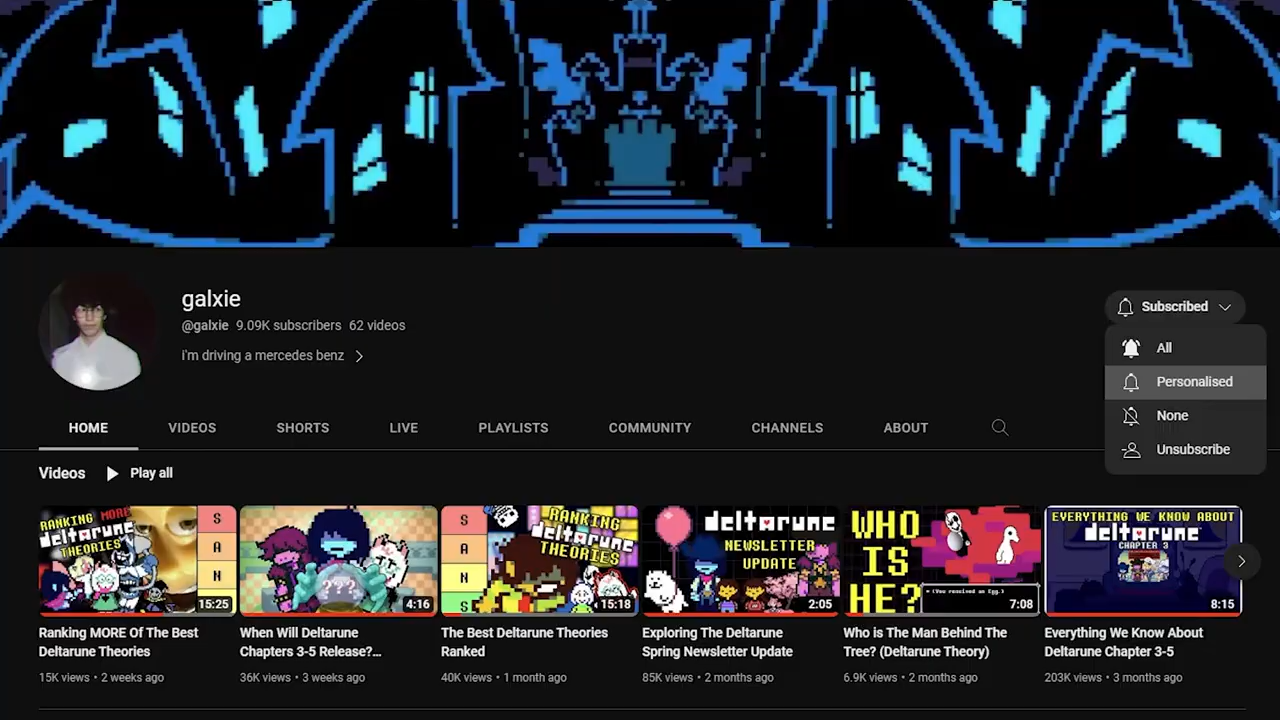 galxie
@galxie 9.09K subscribers 62 videos
i'm driving a mercedes benz
Subscribed
All
Personalised
None
Unsubscribe
HOME VIDEOS SHORTS LIVE PLAYLISTS COMMUNITY CHANNELS ABOUT
Videos Play all
RANKING MORE
deltarune
THEORIES
S
A
N
15:25
???
4:16
S
A
N
S
RANKING
deltarune
THEORIES
15:18
deltarune
NEWSLETTER
UPDATE
2:05
WHO
IS
HE?
* (You received an Egg.)
7:08
EVERYTHING WE KNOW ABOUT
deltarune
CHAPTER 3
8:15
Ranking MORE Of The Best
Deltarune Theories
15K views • 2 weeks ago
When Will Deltarune
Chapters 3-5 Release?...
36K views • 3 weeks ago
The Best Deltarune Theories
Ranked
40K views • 1 month ago
Exploring The Deltarune
Spring Newsletter Update
85K views • 2 months ago
Who is The Man Behind The
Tree? (Deltarune Theory)
6.9K views • 2 months ago
Everything We Know About
Deltarune Chapter 3-5
203K views • 3 months ago